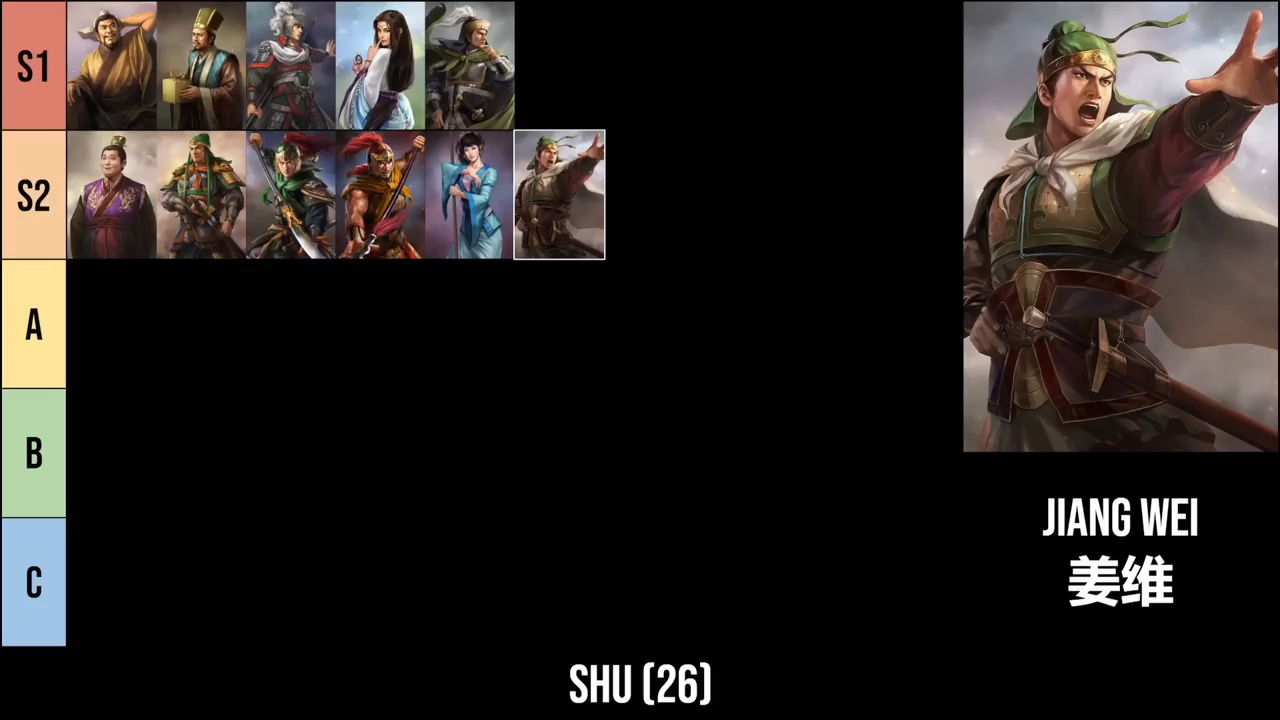 S1
S2
A
B
C
JIANG WEI
姜维
SHU (26)